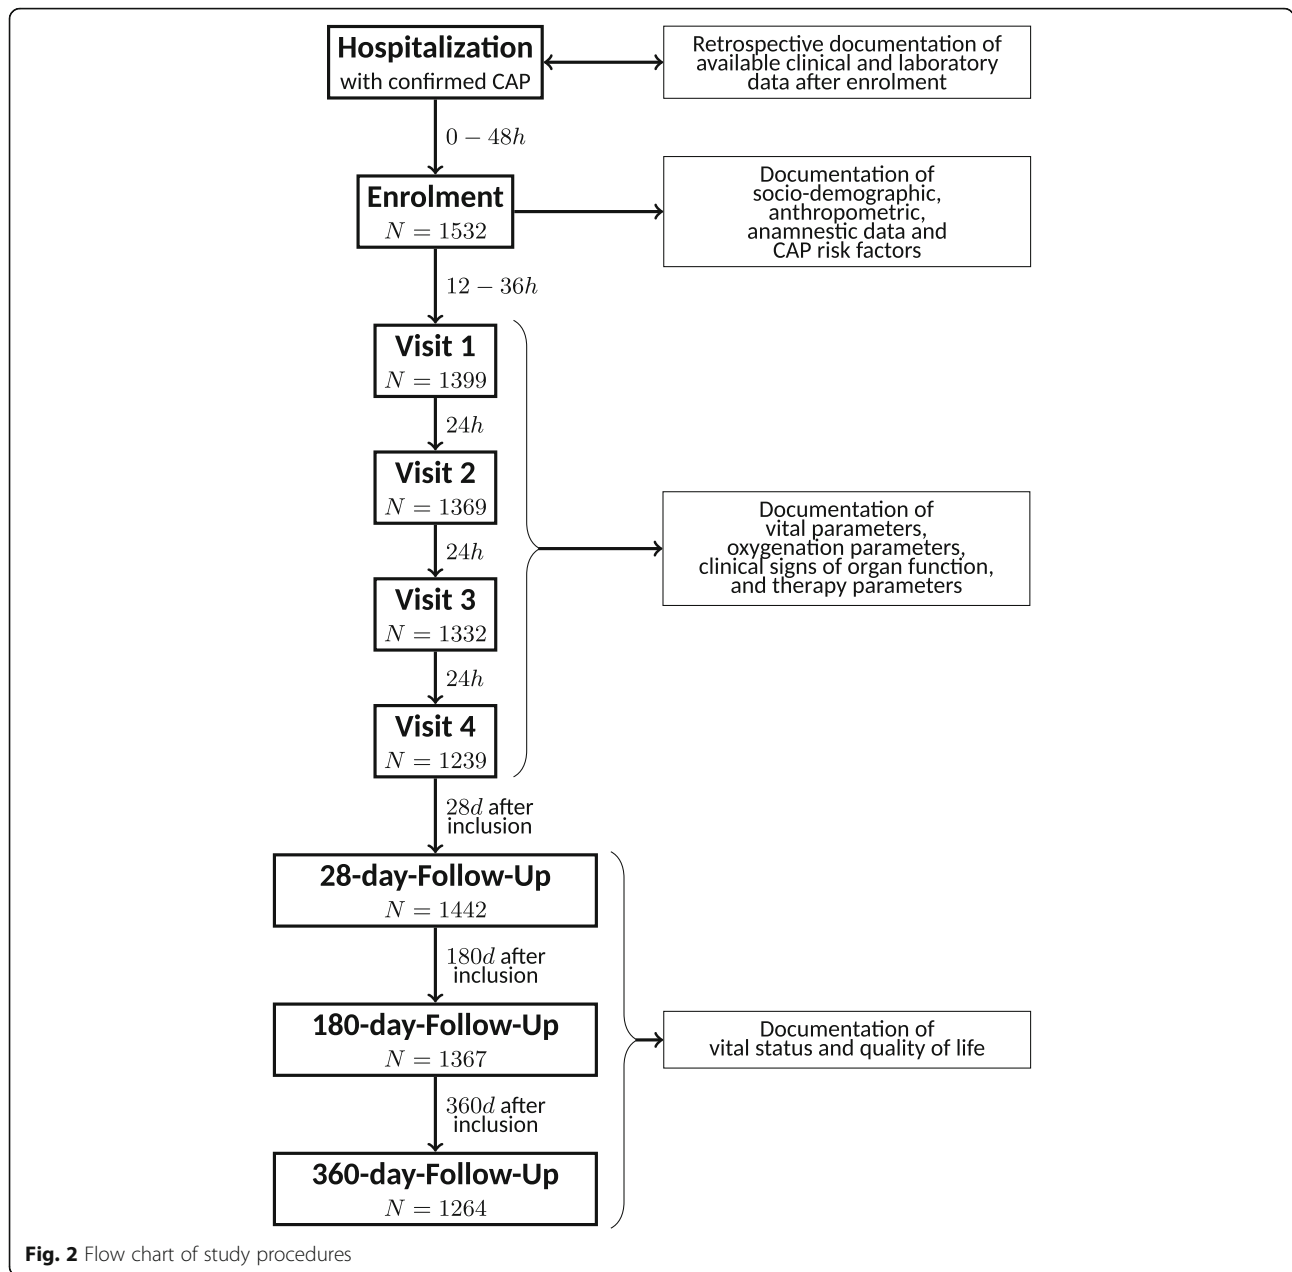 Hospitalization
with confirmed CAP
Retrospective documentation of
available clinical and laboratory
data after enrolment
0 − 48h
Enrolment
N = 1532
Documentation of
socio-demographic,
anthropometric,
anamnestic data and
CAP risk factors
12 − 36h
Visit 1
N = 1399
24h
Visit 2
N = 1369
24h
Visit 3
N = 1332
24h
Visit 4
N = 1239
Documentation of
vital parameters,
oxygenation parameters,
clinical signs of organ function,
and therapy parameters
28d after
inclusion
28-day-Follow-Up
N = 1442
180d after
inclusion
180-day-Follow-Up
N = 1367
360d after
inclusion
360-day-Follow-Up
N = 1264
Documentation of
vital status and quality of life
Fig. 2 Flow chart of study procedures